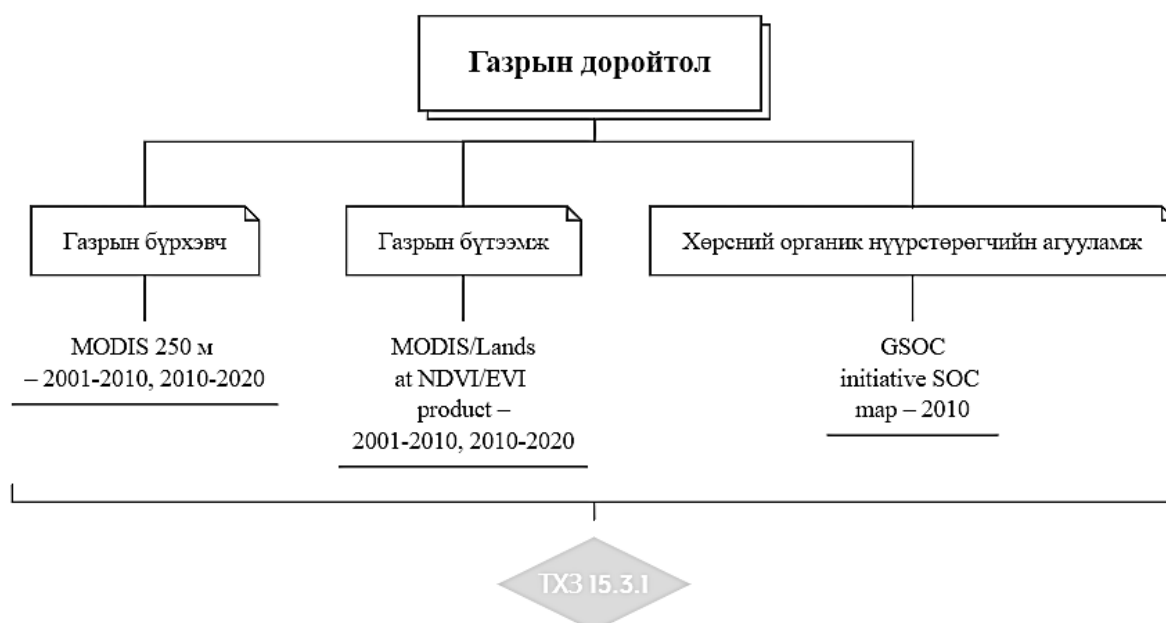 Газрын доройтол
Газрын бүрхэвч
Газрын бүтээмж
Хөрсний органик нүүрстөрөгчийн агууламж
MODIS 250 м
– 2001-2010, 2010-2020
MODIS/Lands
at NDVI/EVI
product –
2001-2010, 2010-2020
GSOC
initiative SOC
map – 2010
ТХЗ 15.3.1